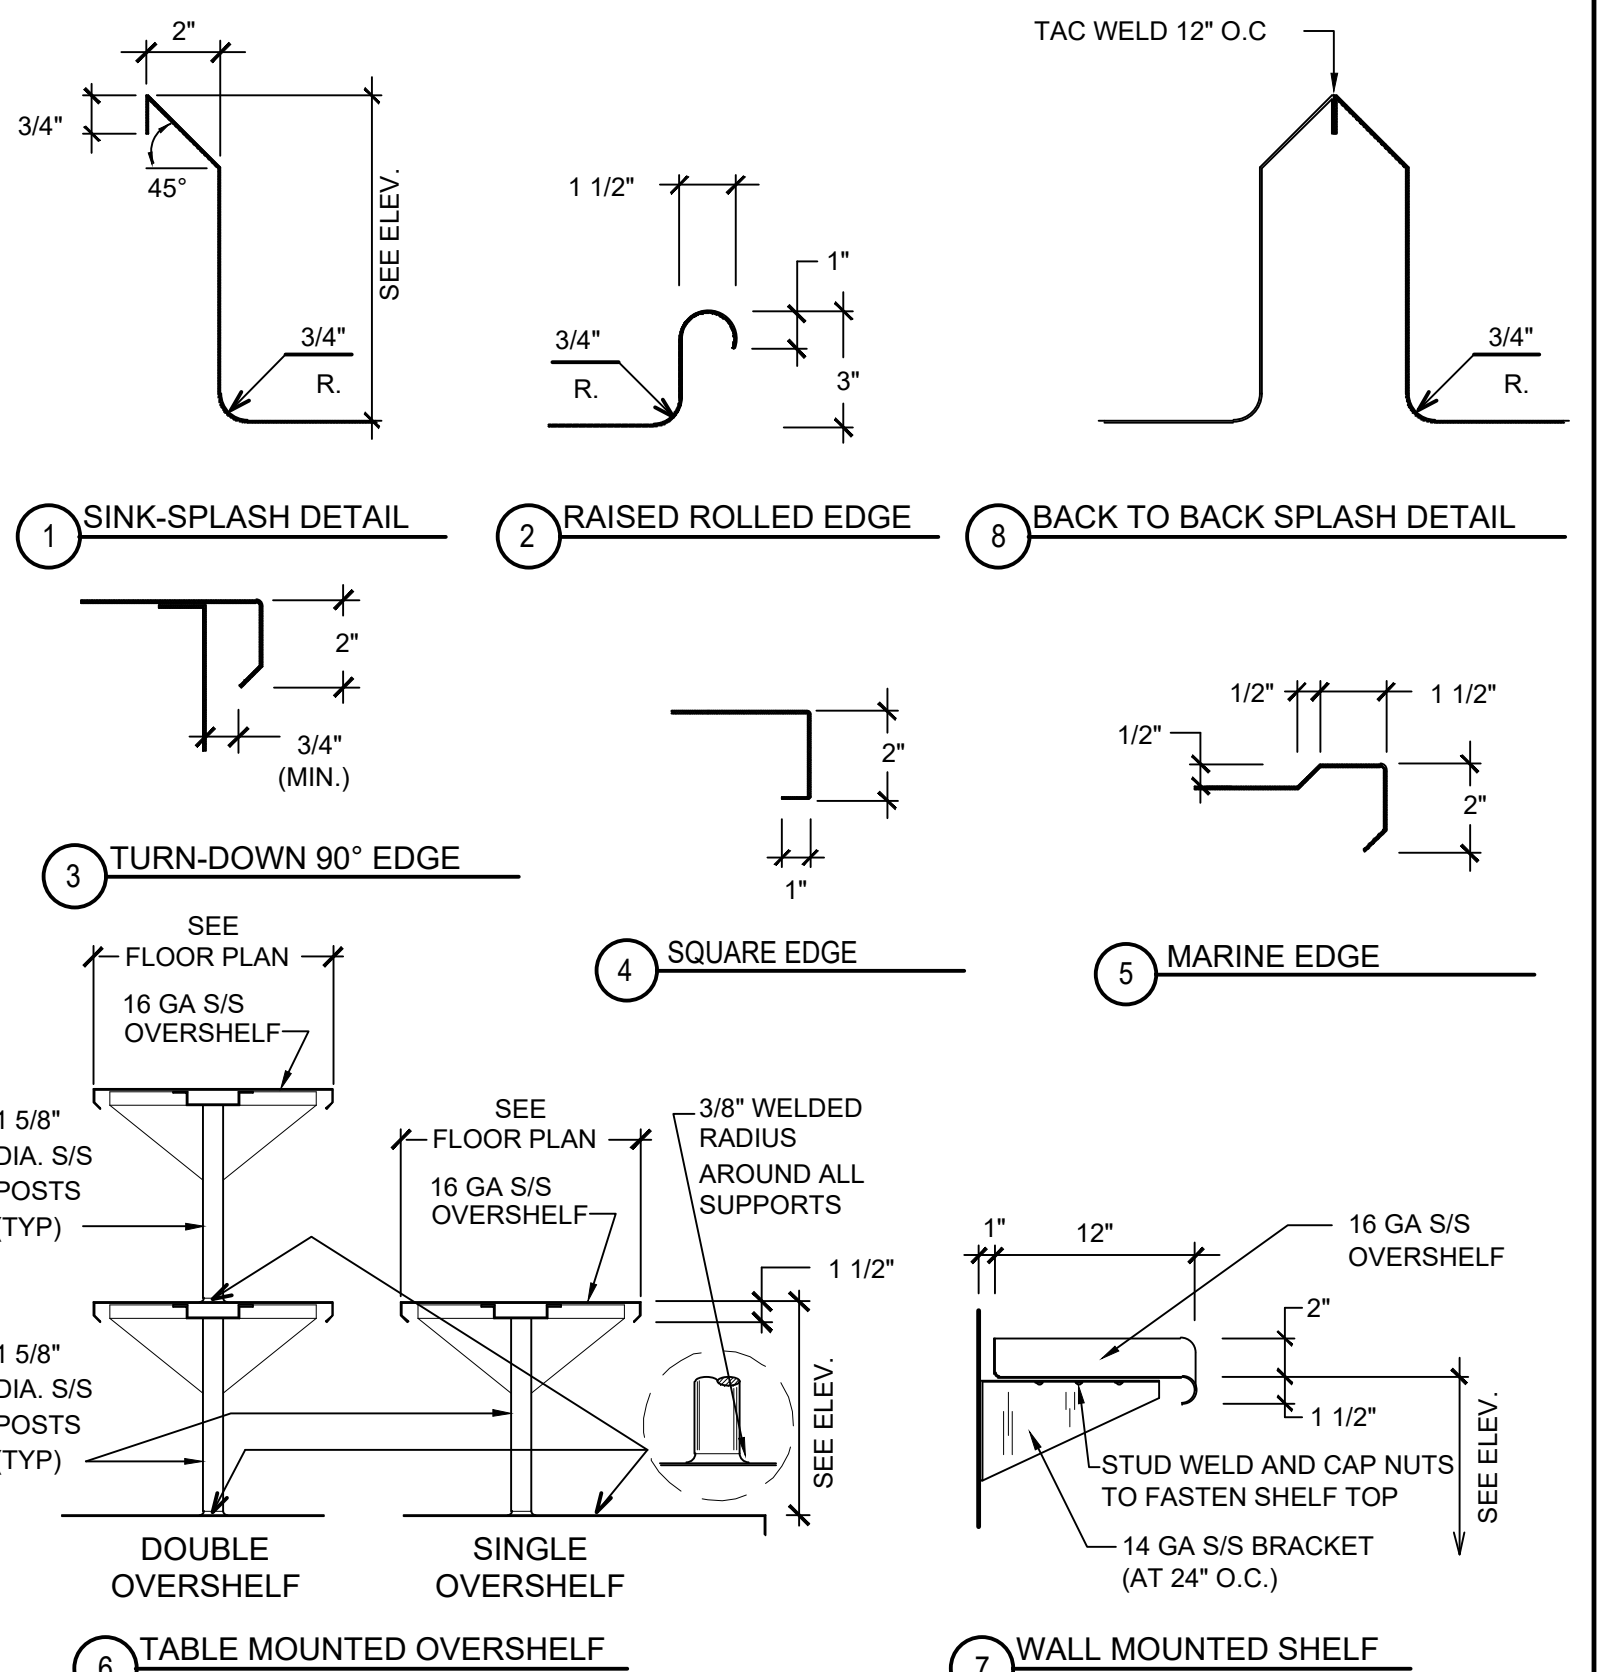 2"
3/4"
45°
SEE ELEV.
3/4"
R.
1 SINK-SPLASH DETAIL
1 1/2"
1"
3/4"
R.
3"
2 RAISED ROLLED EDGE
TAC WELD 12" O.C
3/4"
R.
8 BACK TO BACK SPLASH DETAIL
2"
3/4"
(MIN.)
3 TURN-DOWN 90° EDGE
2"
1"
4 SQUARE EDGE
1/2"
1 1/2"
1/2"
2"
5 MARINE EDGE
SEE
FLOOR PLAN
16 GA S/S
OVERSHELF
1 5/8"
DIA. S/S
POSTS
(TYP)
1 5/8"
DIA. S/S
POSTS
(TYP)
DOUBLE
OVERSHELF
SEE
FLOOR PLAN
16 GA S/S
OVERSHELF
3/8" WELDED
RADIUS
AROUND ALL
SUPPORTS
1 1/2"
SEE ELEV.
SINGLE
OVERSHELF
6 TABLE MOUNTED OVERSHELF
1"
12"
16 GA S/S
OVERSHELF
2"
1 1/2"
SEE ELEV.
STUD WELD AND CAP NUTS
TO FASTEN SHELF TOP
14 GA S/S BRACKET
(AT 24" O.C.)
7 WALL MOUNTED SHELF